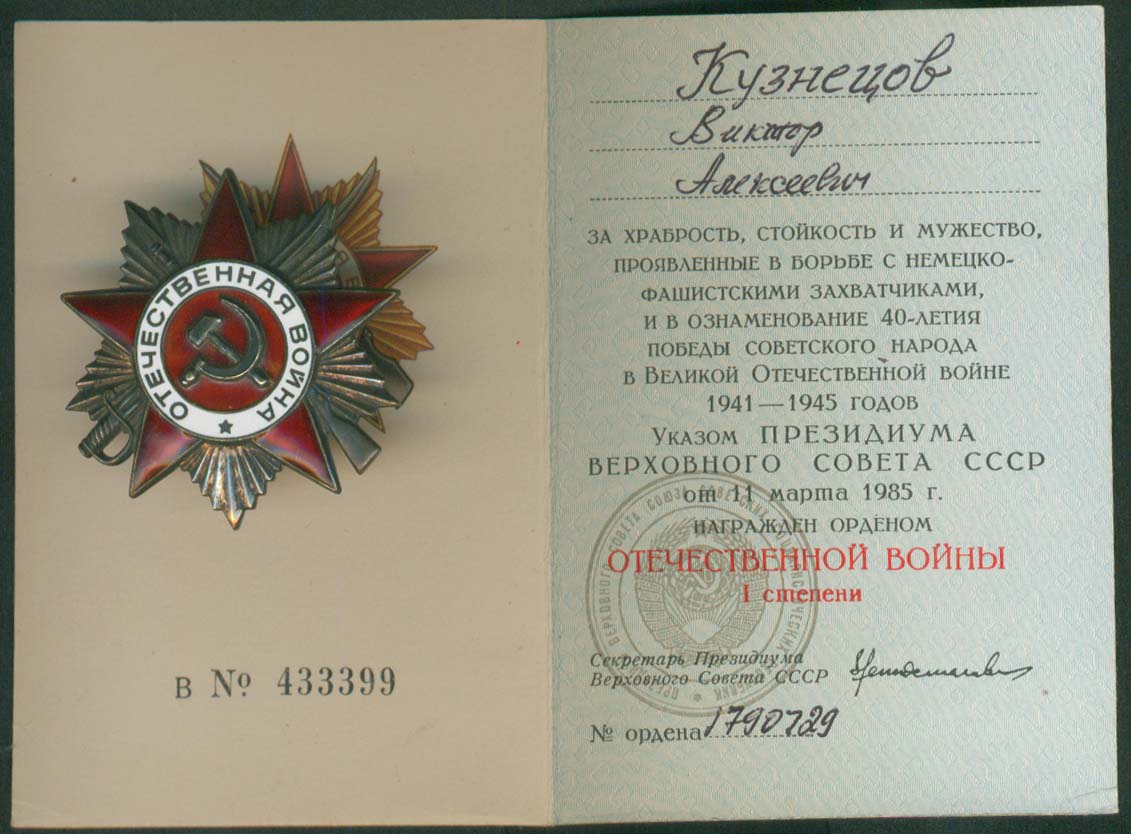 ОТЕЧЕСТВЕННАЯ ВОЙНА
В № 433399
Кузнецов
Виктор
Алексеевич
ЗА ХРАБРОСТЬ, СТОЙКОСТЬ И МУЖЕСТВО,
ПРОЯВЛЕННЫЕ В БОРЬБЕ С НЕМЕЦКО-
ФАШИСТСКИМИ ЗАХВАТЧИКАМИ,
И В ОЗНАМЕНОВАНИЕ 40-ЛЕТИЯ
ПОБЕДЫ СОВЕТСКОГО НАРОДА
В ВЕЛИКОЙ ОТЕЧЕСТВЕННОЙ ВОЙНЕ
1941—1945 ГОДОВ
УКАЗОМ ПРЕЗИДИУМА
ВЕРХОВНОГО СОВЕТА СССР
от 11 марта 1985 г.
НАГРАЖДЕН ОРДЕНОМ
ОТЕЧЕСТВЕННОЙ ВОЙНЫ
I степени
Секретарь Президиума
Верховного Совета СССР
№ ордена 1790729